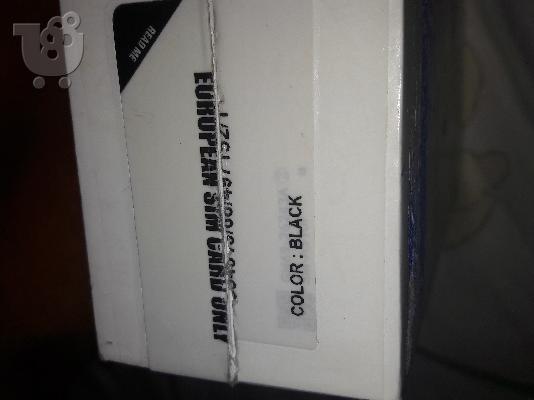 READ ME
EUROPEAN SIM CARD ONLY
COLOR : BLACK